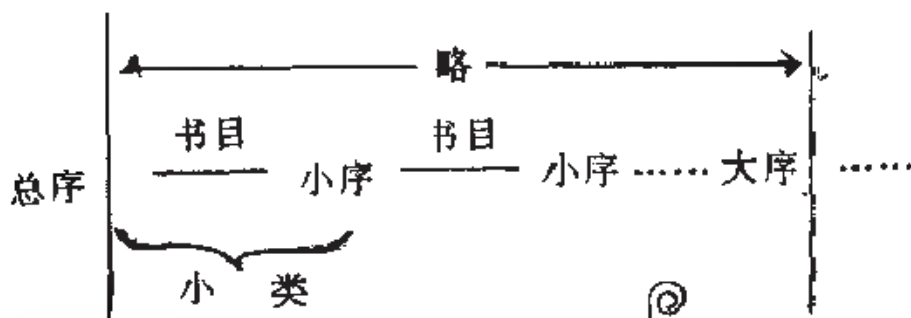 略
书目 书目
总序 小序 小序 …… 大序 ……
小类